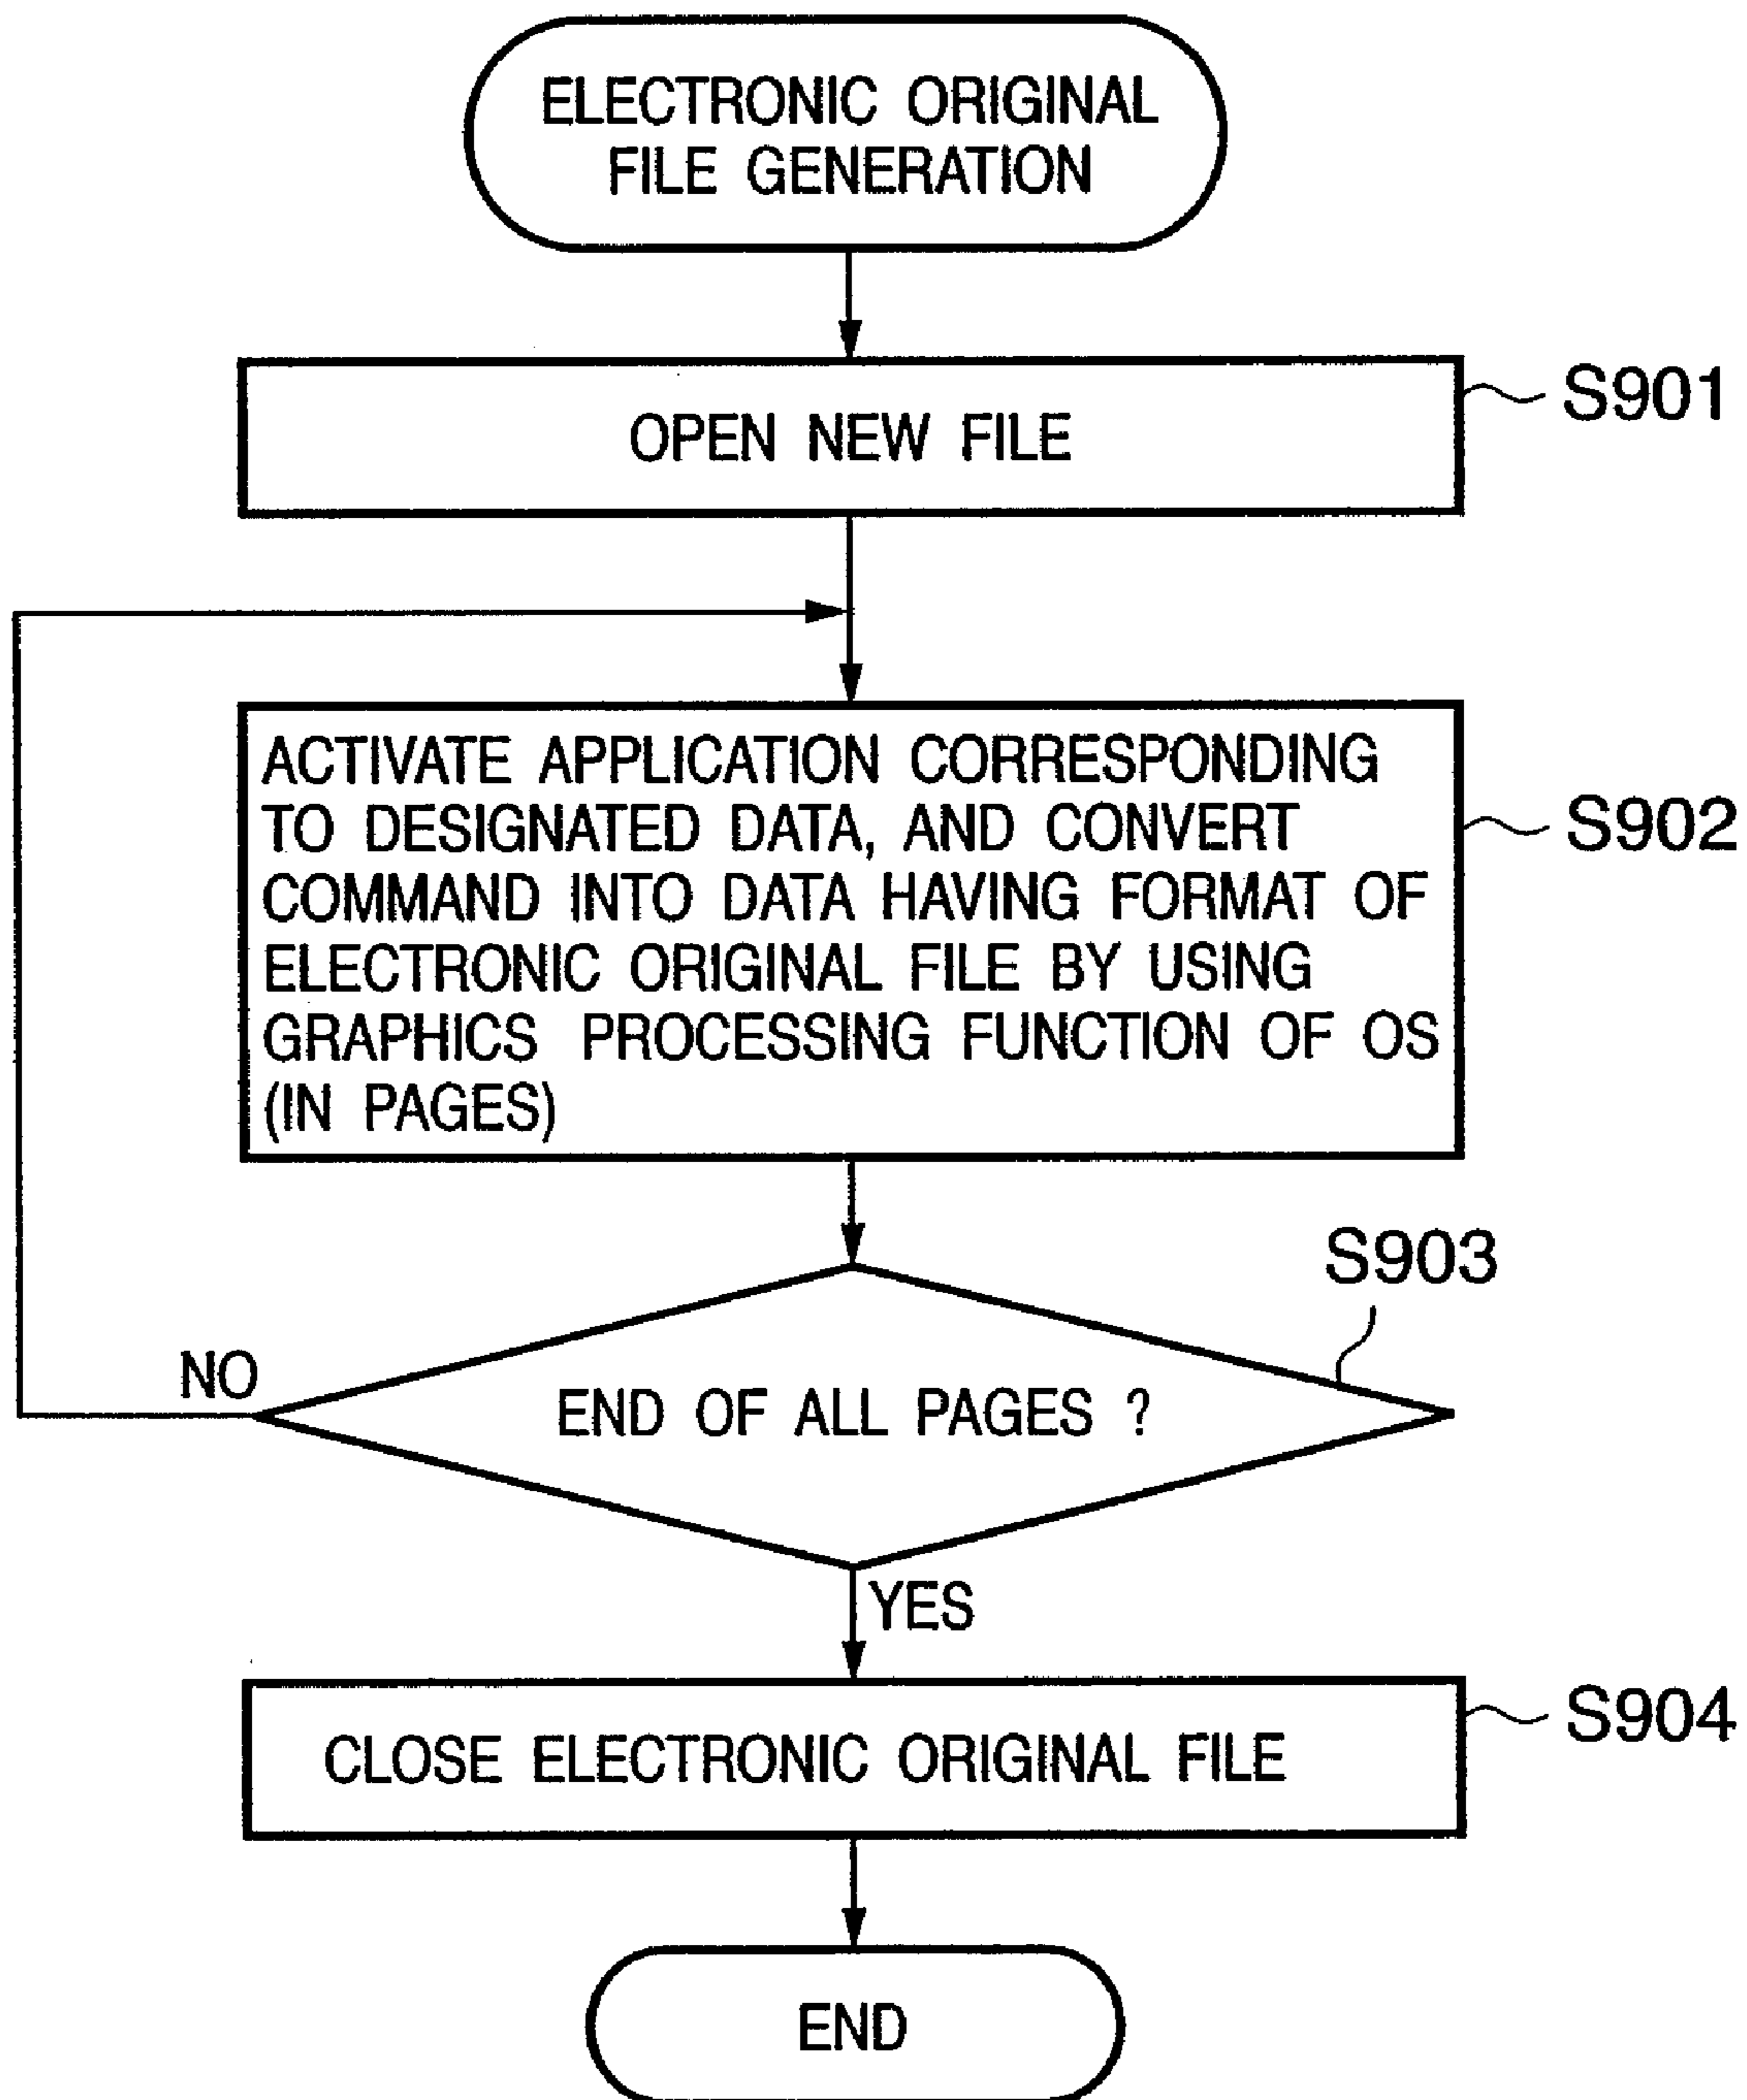 ELECTRONIC ORIGINAL
FILE GENERATION
S901
OPEN NEW FILE
ACTIVATE APPLICATION CORRESPONDING
TO DESIGNATED DATA, AND CONVERT
COMMAND INTO DATA HAVING FORMAT OF
ELECTRONIC ORIGINAL FILE BY USING
GRAPHICS PROCESSING FUNCTION OF OS
(IN PAGES)
S902
S903
NO
END OF ALL PAGES ?
YES
S904
CLOSE ELECTRONIC ORIGINAL FILE
END